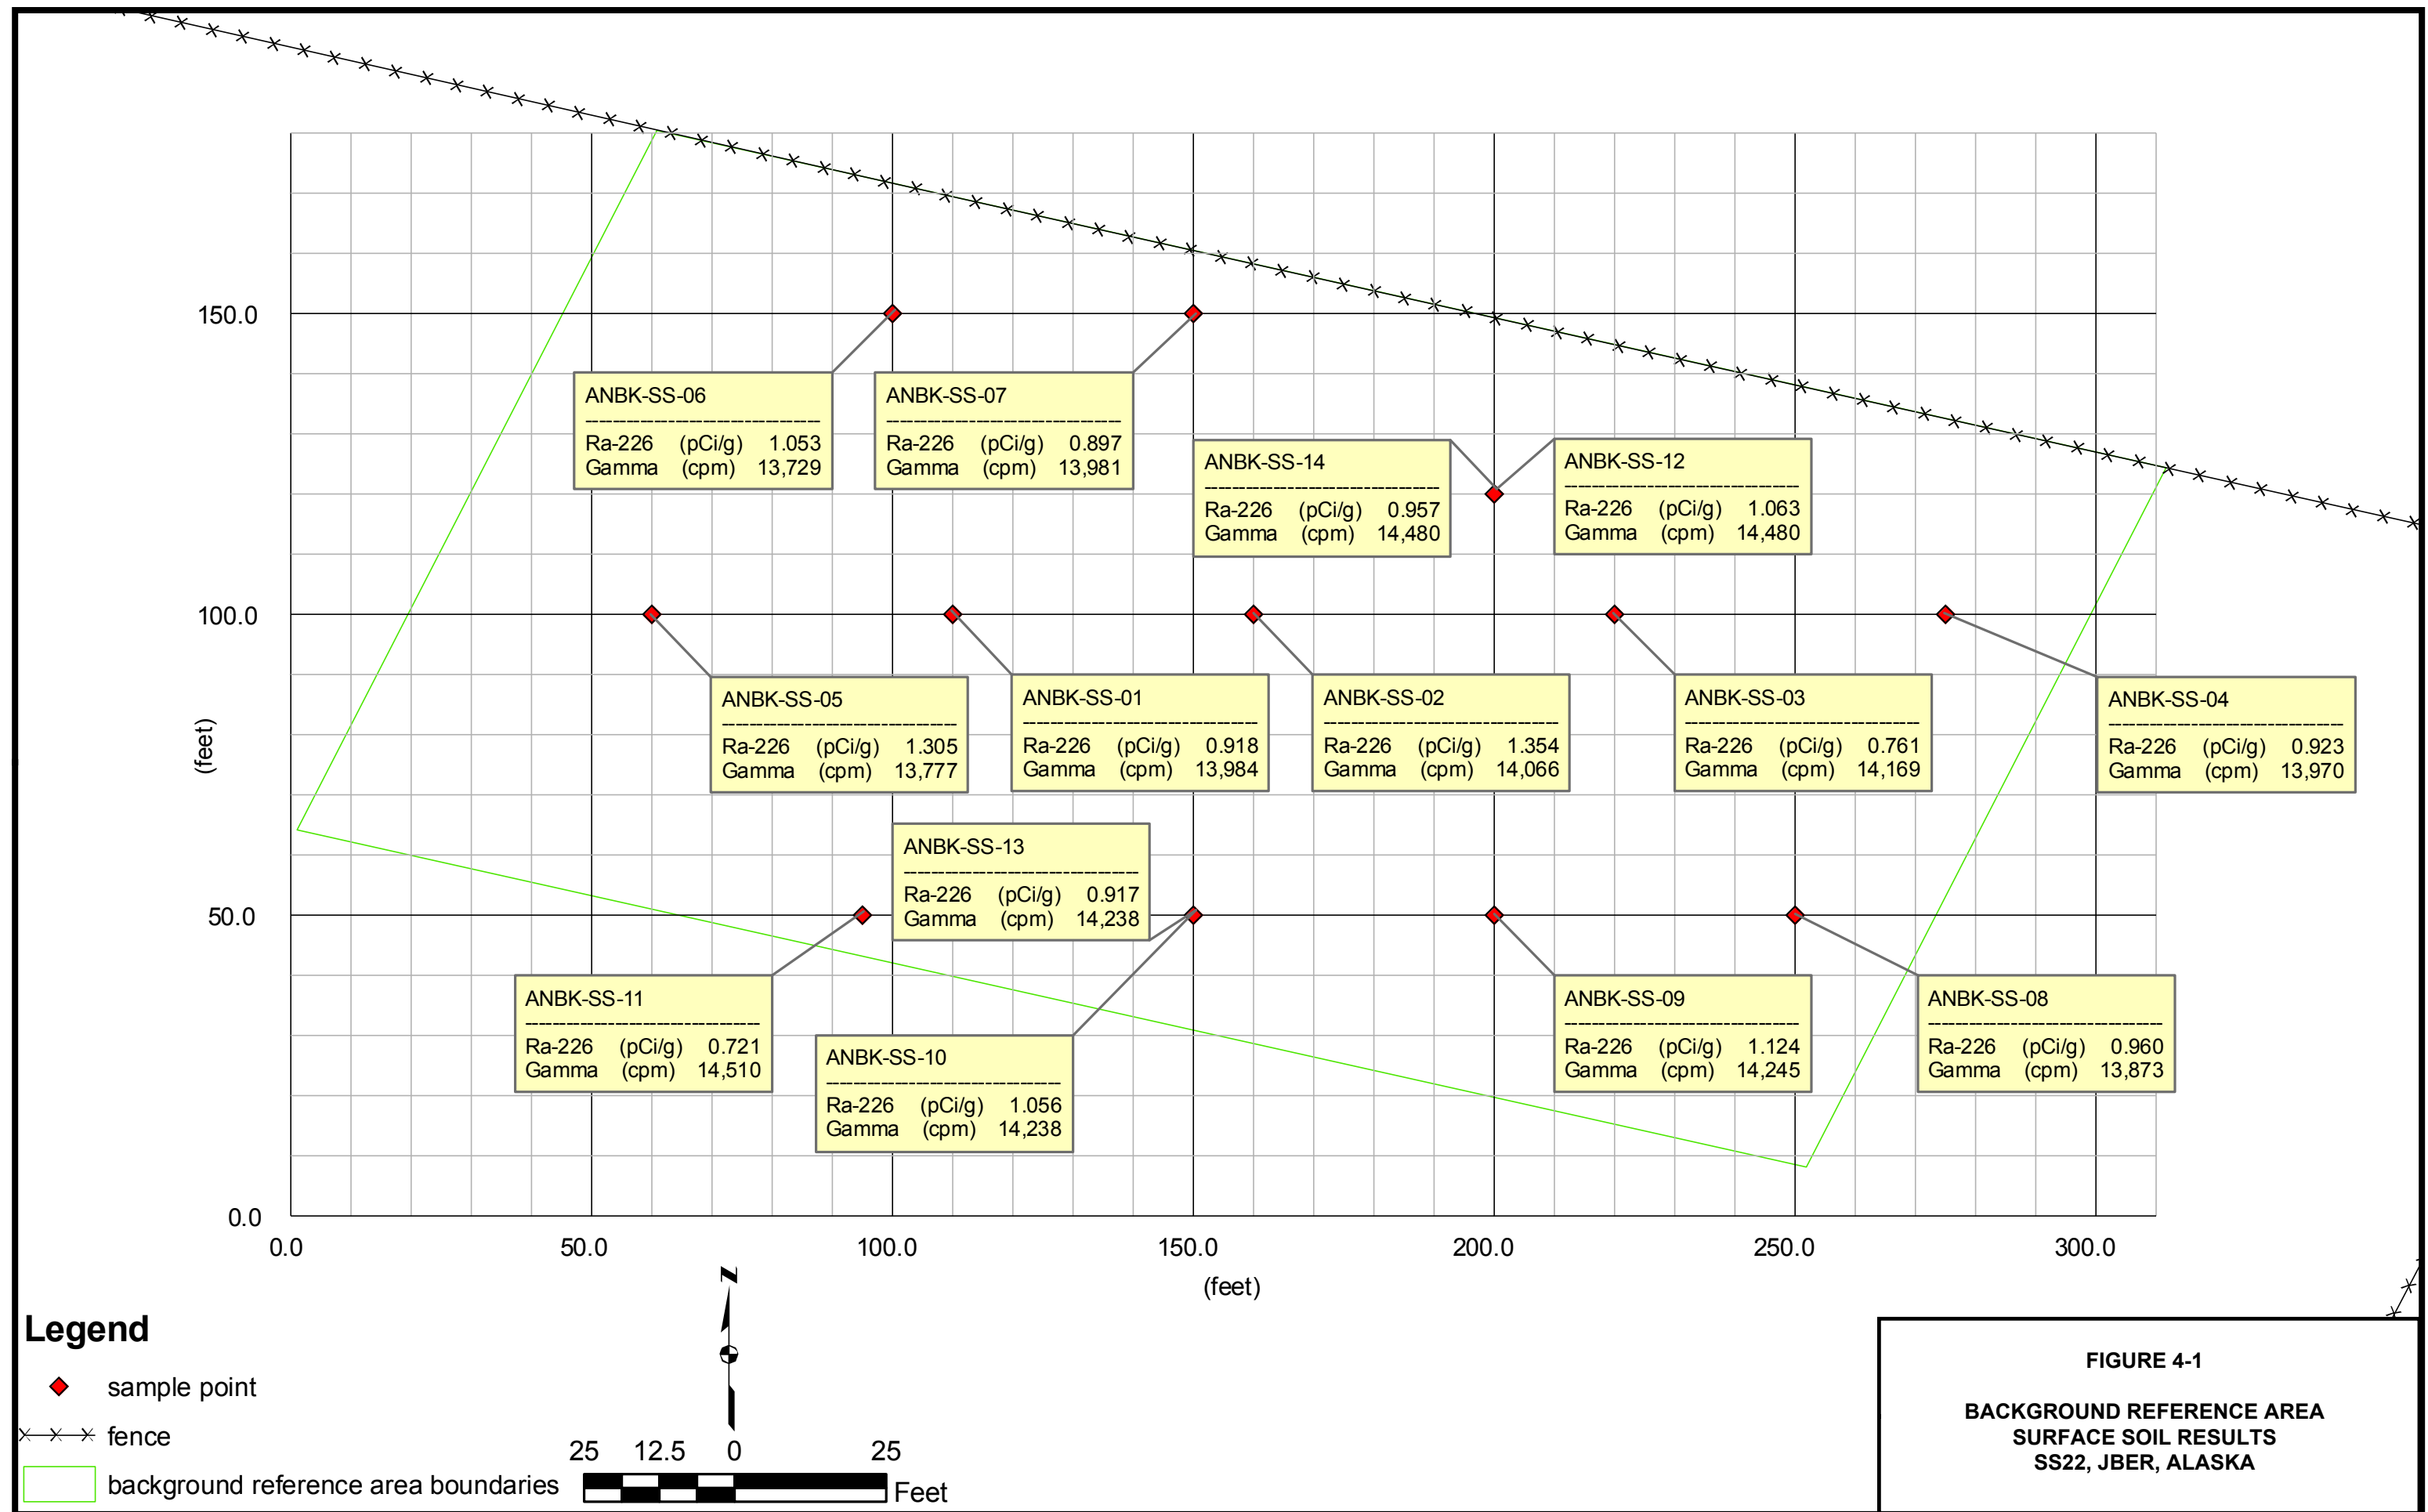 ANBK-SS-06
--------------------------------
Ra-226 (pCi/g) 1.053
Gamma (cpm) 13,729
ANBK-SS-07
--------------------------------
Ra-226 (pCi/g) 0.897
Gamma (cpm) 13,981
ANBK-SS-14
--------------------------------
Ra-226 (pCi/g) 0.957
Gamma (cpm) 14,480
ANBK-SS-12
--------------------------------
Ra-226 (pCi/g) 1.063
Gamma (cpm) 14,480
ANBK-SS-05
--------------------------------
Ra-226 (pCi/g) 1.305
Gamma (cpm) 13,777
ANBK-SS-01
--------------------------------
Ra-226 (pCi/g) 0.918
Gamma (cpm) 13,984
ANBK-SS-02
--------------------------------
Ra-226 (pCi/g) 1.354
Gamma (cpm) 14,066
ANBK-SS-03
--------------------------------
Ra-226 (pCi/g) 0.761
Gamma (cpm) 14,169
ANBK-SS-04
--------------------------------
Ra-226 (pCi/g) 0.923
Gamma (cpm) 13,970
ANBK-SS-13
--------------------------------
Ra-226 (pCi/g) 0.917
Gamma (cpm) 14,238
ANBK-SS-11
--------------------------------
Ra-226 (pCi/g) 0.721
Gamma (cpm) 14,510
ANBK-SS-10
--------------------------------
Ra-226 (pCi/g) 1.056
Gamma (cpm) 14,238
ANBK-SS-09
--------------------------------
Ra-226 (pCi/g) 1.124
Gamma (cpm) 14,245
ANBK-SS-08
--------------------------------
Ra-226 (pCi/g) 0.960
Gamma (cpm) 13,873
150.0
100.0
(feet)
50.0
0.0
0.0 50.0 100.0 150.0 200.0 250.0 300.0
(feet)
N
Legend
sample point
fence
background reference area boundaries
25 12.5 0 25
Feet
FIGURE 4-1
BACKGROUND REFERENCE AREA
SURFACE SOIL RESULTS
SS22, JBER, ALASKA